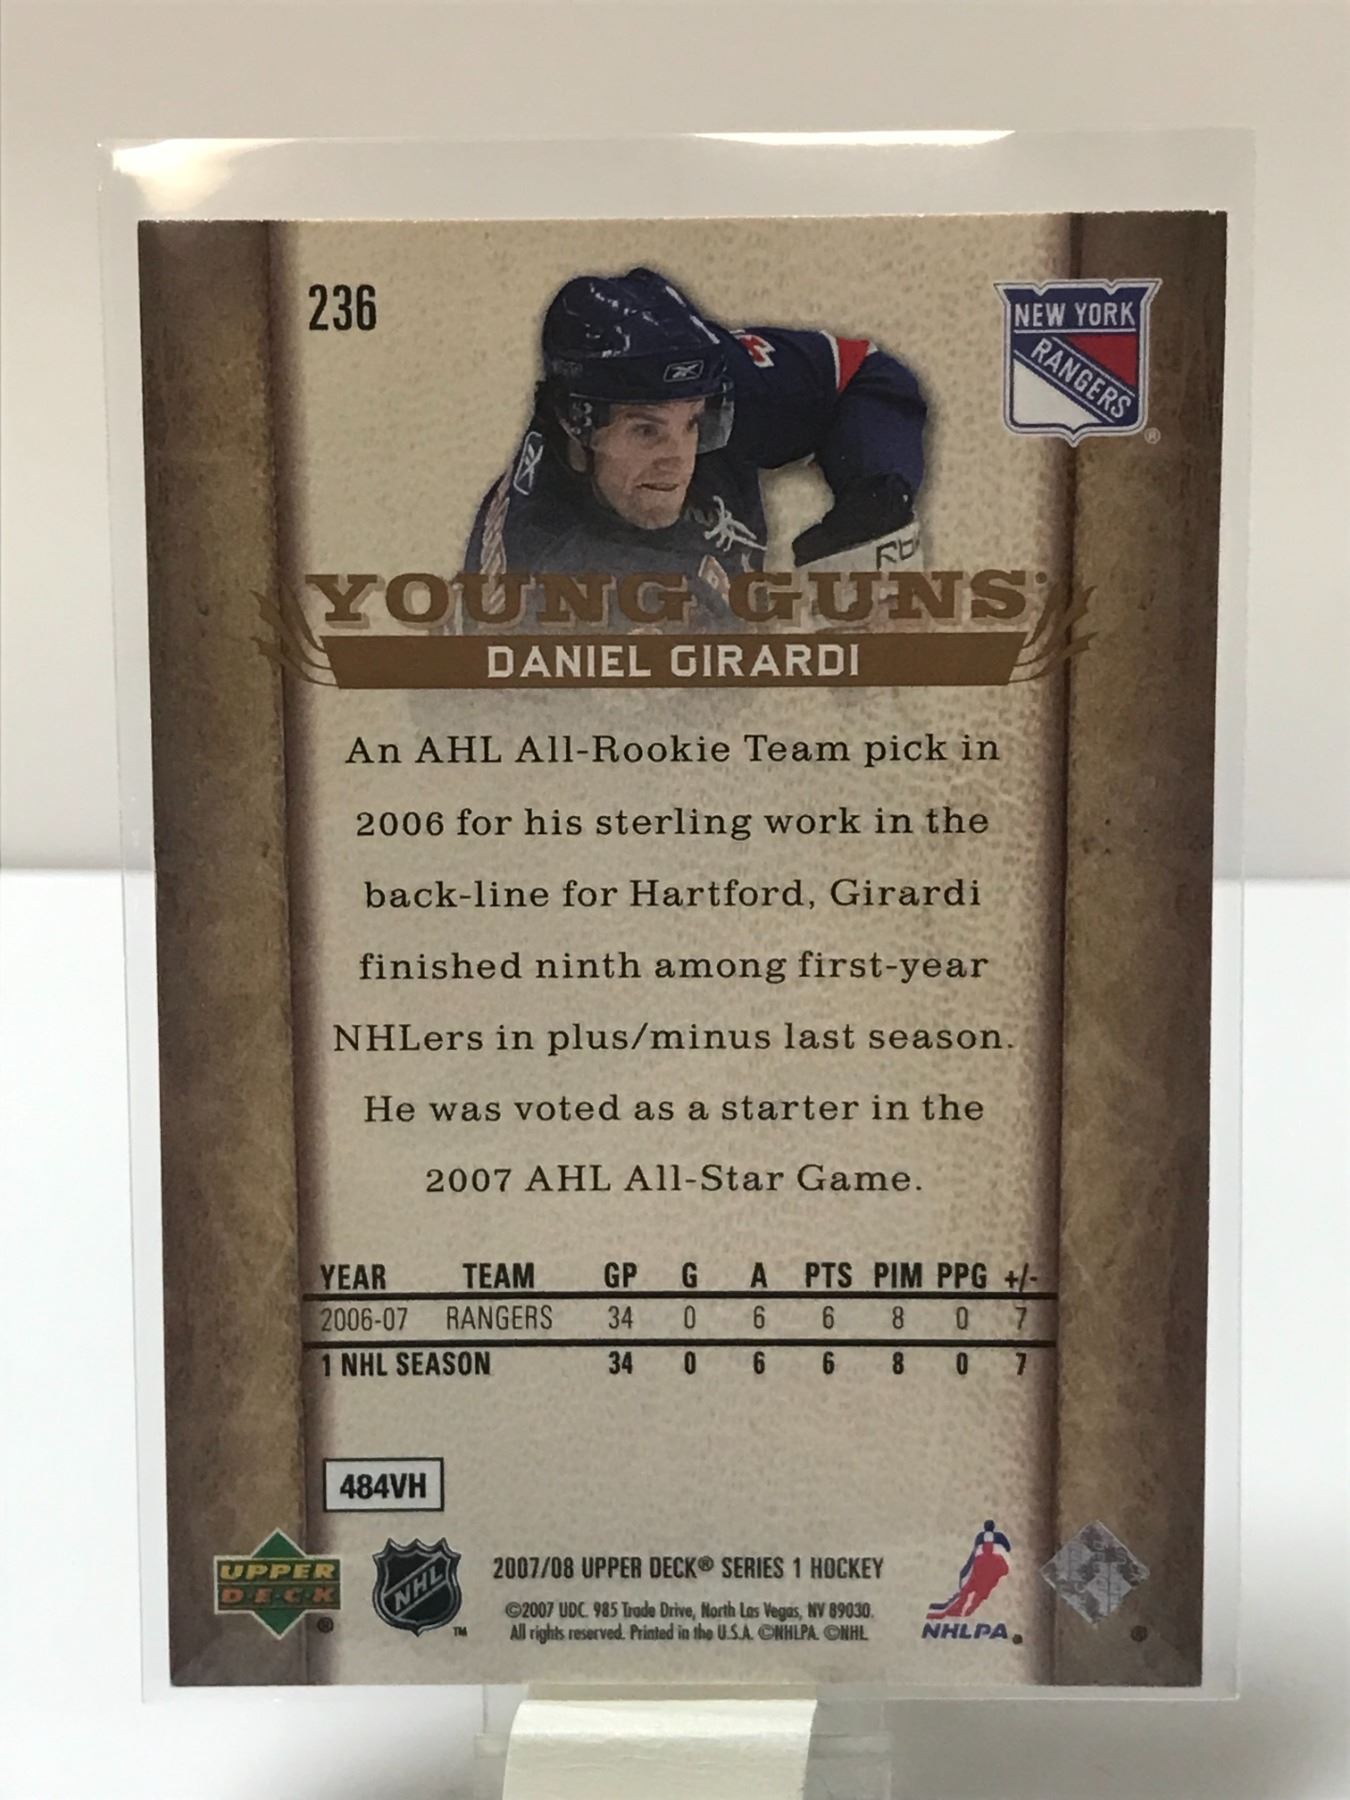 236
NEW YORK
RANGERS
®
YOUNG GUNS
DANIEL GIRARDI
An AHL All-Rookie Team pick in
2006 for his sterling work in the
back-line for Hartford, Girardi
finished ninth among first-year
NHLers in plus/minus last season.
He was voted as a starter in the
2007 AHL All-Star Game.
YEAR TEAM GP G A PTS PIM PPG +/-
2006-07 RANGERS 34 0 6 6 8 0 7
1 NHL SEASON 34 0 6 6 8 0 7
484VH
UPPER
DECK
®
NHL
™
2007/08 UPPER DECK® SERIES 1 HOCKEY
©2007 UDC. 985 Trade Drive, North Las Vegas, NV 89030.
All rights reserved. Printed in the U.S.A. ©NHLPA. ©NHL
NHLPA
®